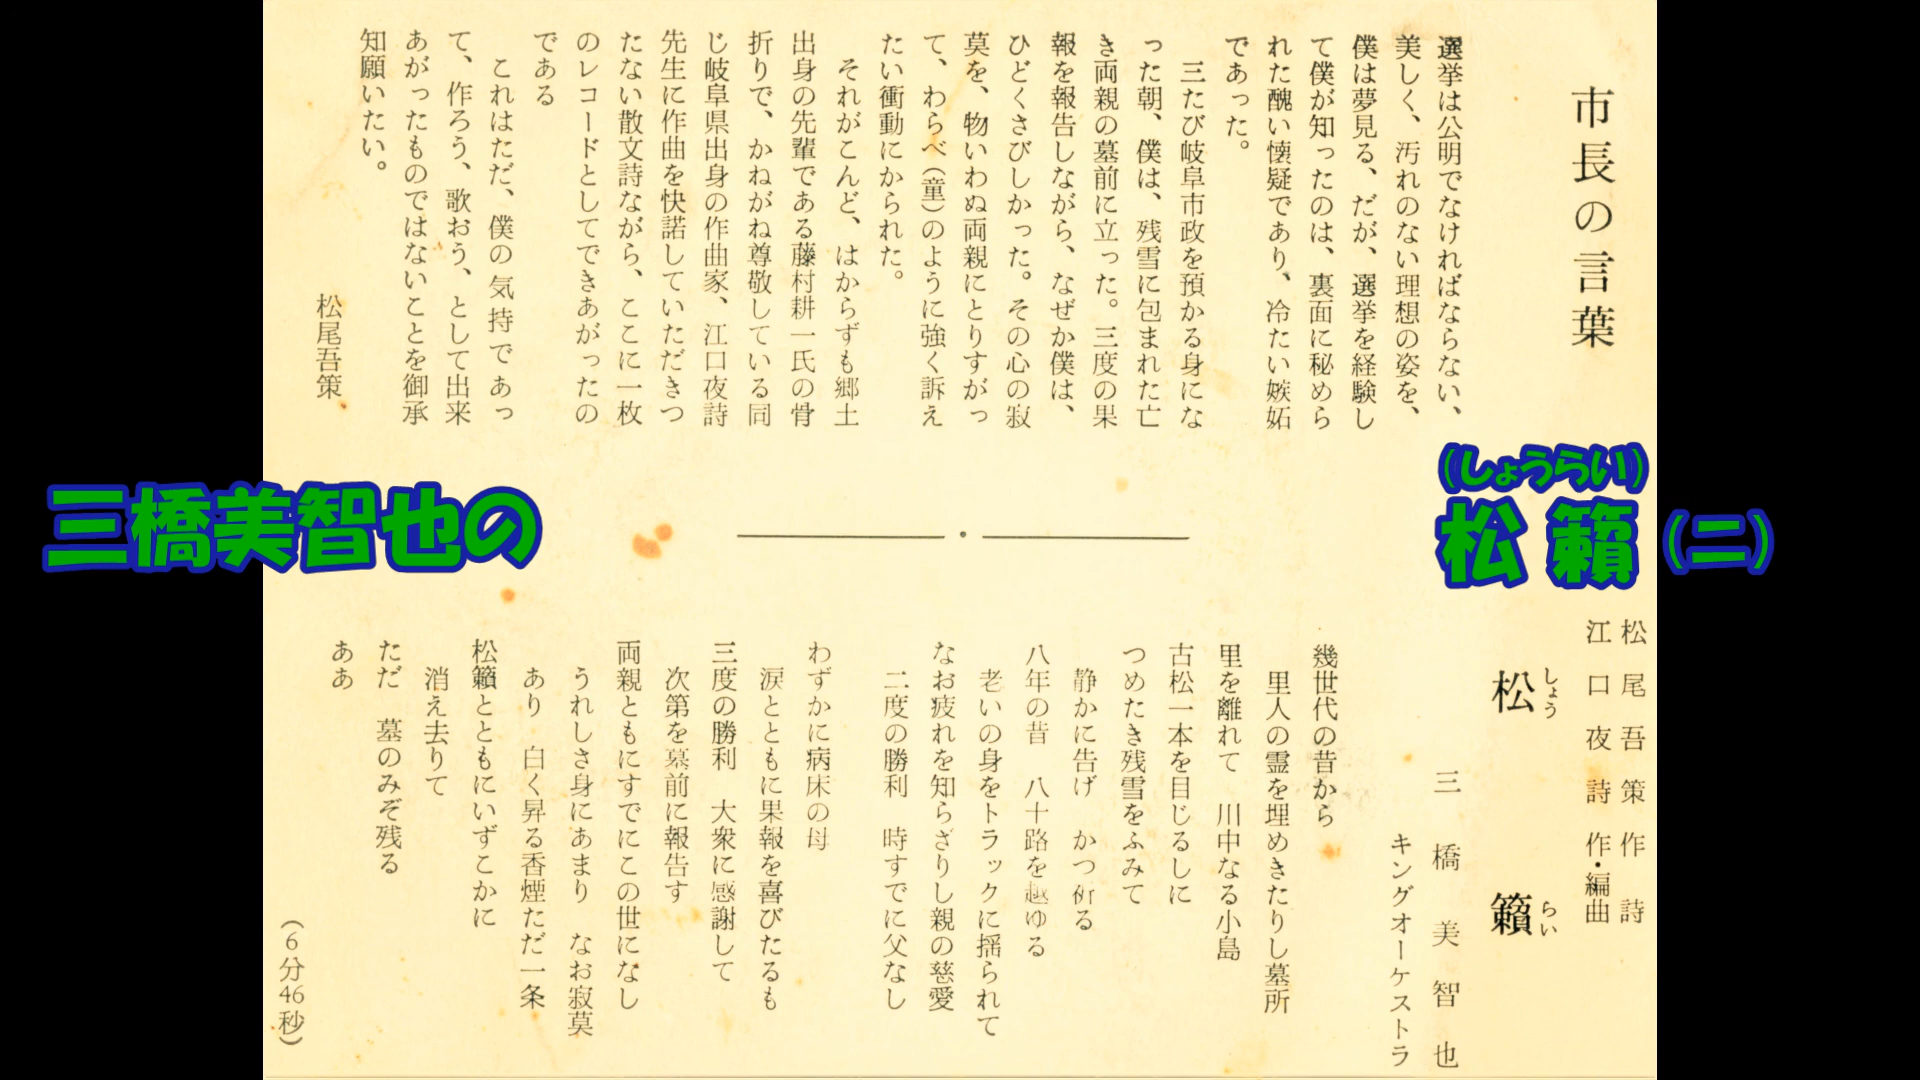 市長の言葉
選挙は公明でなければならない、
美しく、汚れのない理想の姿を、
僕は夢見る、だが、選挙を経験し
て僕が知ったのは、裏面に秘めら
れた醜い懐疑であり、冷たい嫉妬
であった。
三たび岐阜市政を預かる身にな
った朝、僕は、残雪に包まれた亡
き両親の墓前に立った。三度の果
報を報告しながら、なぜか僕は、
ひどくさびしかった。その心の寂
莫を、物いわぬ両親にとりすがっ
て、わらべ(童)のように強く訴え
たい衝動にかられた。
それがこんど、はからずも郷土
出身の先輩である藤村耕一氏の骨
折りで、かねがね尊敬している同
じ岐阜県出身の作曲家、江口夜詩
先生に作曲を快諾していただきつ
たない散文詩ながら、ここに一枚
のレコードとしてできあがったの
である
これはただ、僕の気持であっ
て、作ろう、歌おう、として出来
あがったものではないことを御承
知願いたい。
松尾吾策
三橋美智也の
(しょうらい)
松籟(二)
松尾吾策作詩
江口夜詩作・編曲
しょう らい
松籟
三橋美智也
キングオーケストラ
幾世代の昔から
里人の霊を埋めきたりし墓所
里を離れて 川中なる小島
古松一本を目じるしに
つめたき残雪をふみて
静かに告げ かつ祈る
八年の昔 八十路を越ゆる
老いの身をトラックに揺られて
なお疲れを知らざりし親の慈愛
二度の勝利 時すでに父なし
わずかに病床の母
涙とともに果報を喜びたるも
三度の勝利 大衆に感謝して
次第を墓前に報告す
両親ともにすでにこの世になし
うれしさ身にあまり なお寂莫
あり 白く昇る香煙ただ一条
松籟とともにいずこかに
消え去りて
ただ 墓のみぞ残る
ああ
(6分46秒)